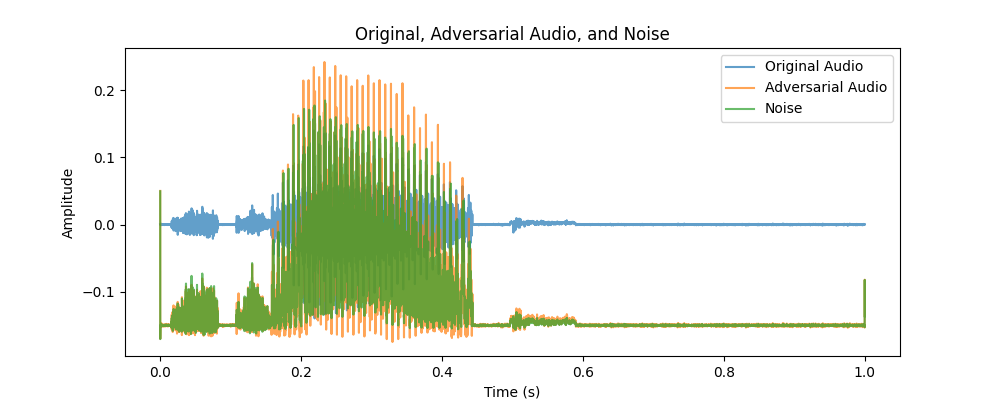 Original, Adversarial Audio, and Noise
Original Audio
Adversarial Audio
Noise
Amplitude
0.2
0.1
0.0
−0.1
0.0
0.2
0.4
0.6
0.8
1.0
Time (s)